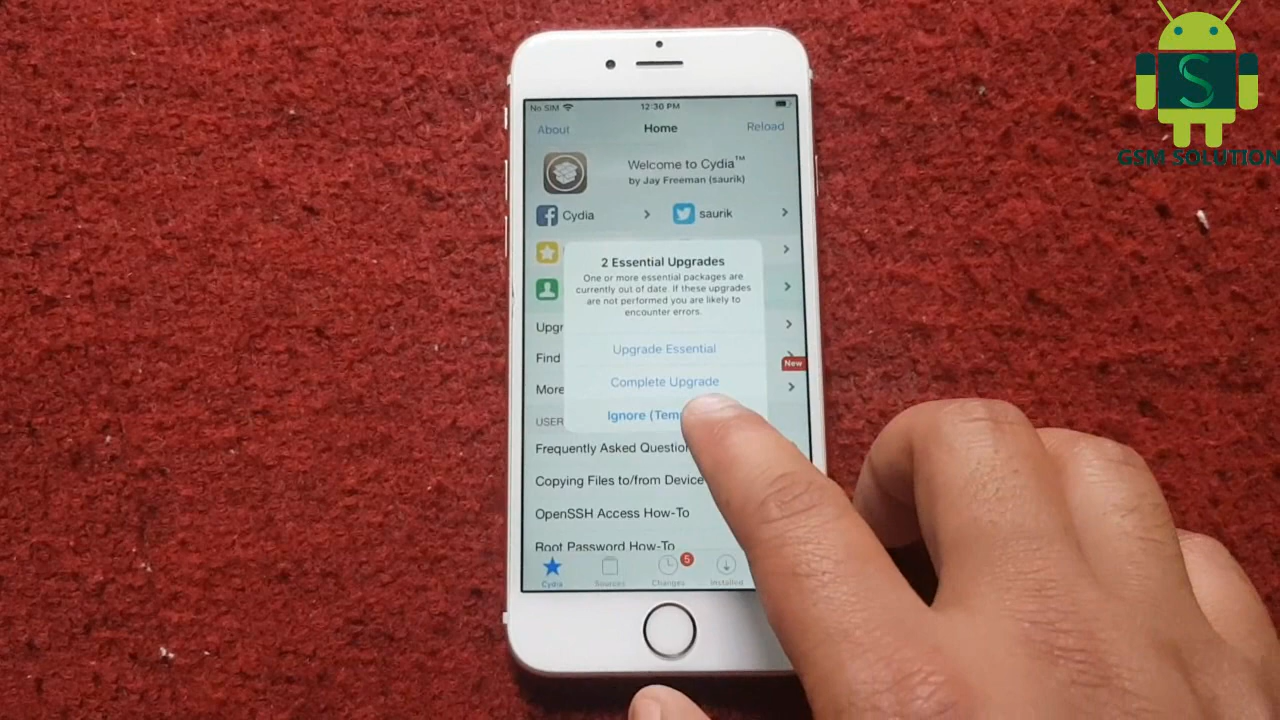 No SIM 12:30 PM
About Home Reload
Welcome to Cydia™
by Jay Freeman (saurik)
Cydia saurik
2 Essential Upgrades
One or more essential packages are
currently out of date. If these upgrades
are not performed you are likely to
encounter errors.
Upgrade Essential
Complete Upgrade
Ignore
Find
New
More
USER
Frequently Asked
Copying Files to/from Device
OpenSSH Access How-To
Root Password How-To
Cydia Sources Changes 5 Installed
S
GSM SOLUTION